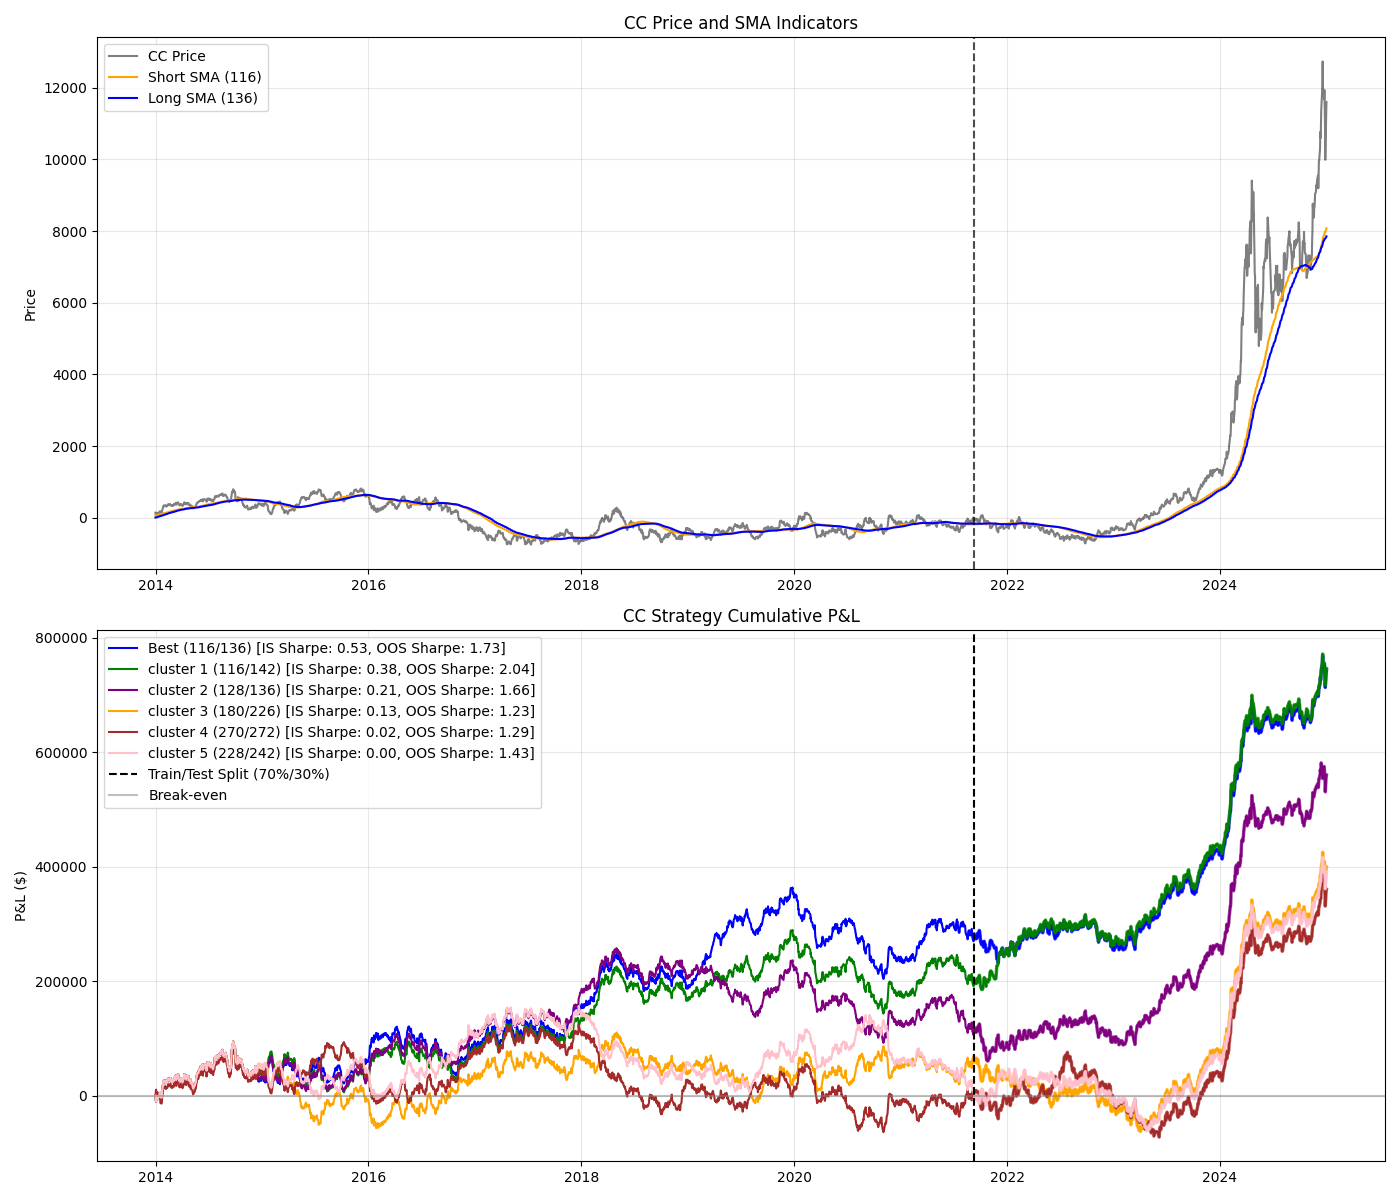 CC Price and SMA Indicators
CC Price
Short SMA (116)
Long SMA (136)
Price
12000
10000
8000
6000
4000
2000
0
2014 2016 2018 2020 2022 2024
CC Strategy Cumulative P&L
Best (116/136) [IS Sharpe: 0.53, OOS Sharpe: 1.73]
cluster 1 (116/142) [IS Sharpe: 0.38, OOS Sharpe: 2.04]
cluster 2 (128/136) [IS Sharpe: 0.21, OOS Sharpe: 1.66]
cluster 3 (180/226) [IS Sharpe: 0.13, OOS Sharpe: 1.23]
cluster 4 (270/272) [IS Sharpe: 0.02, OOS Sharpe: 1.29]
cluster 5 (228/242) [IS Sharpe: 0.00, OOS Sharpe: 1.43]
Train/Test Split (70%/30%)
Break-even
P&L ($)
800000
600000
400000
200000
0
2014 2016 2018 2020 2022 2024